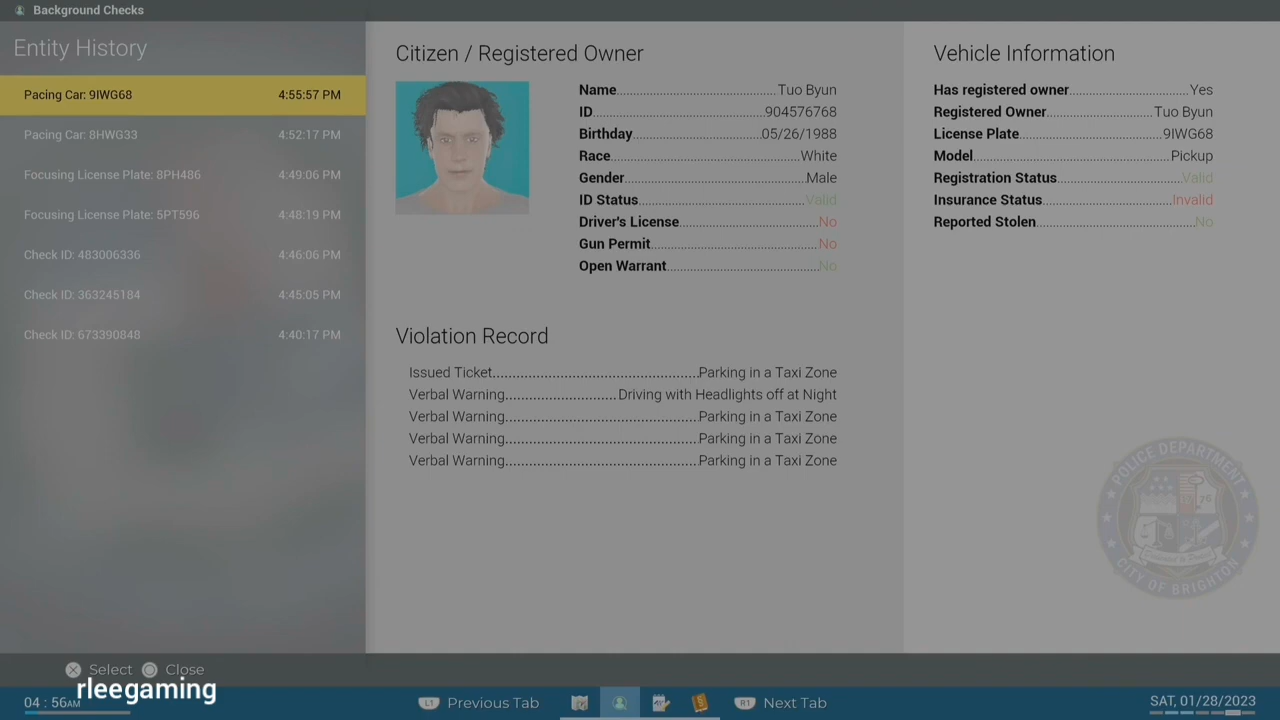 Background Checks
Entity History
Pacing Car: 9IWG68 4:55:57 PM
Pacing Car: 8HWG33 4:52:17 PM
Focusing License Plate: 8PH486 4:49:06 PM
Focusing License Plate: 5PT596 4:48:19 PM
Check ID: 483006336 4:46:06 PM
Check ID: 363245184 4:45:05 PM
Check ID: 673390848 4:40:17 PM
Citizen / Registered Owner
Name Tuo Byun
ID 904576768
Birthday 05/26/1988
Race White
Gender Male
ID Status Valid
Driver's License No
Gun Permit No
Open Warrant No
Violation Record
Issued Ticket Parking in a Taxi Zone
Verbal Warning Driving with Headlights off at Night
Verbal Warning Parking in a Taxi Zone
Verbal Warning Parking in a Taxi Zone
Verbal Warning Parking in a Taxi Zone
Vehicle Information
Has registered owner Yes
Registered Owner Tuo Byun
License Plate 9IWG68
Model Pickup
Registration Status Valid
Insurance Status Invalid
Reported Stolen No
POLICE DEPARTMENT
CITY OF BRIGHTON
Select Close
rleegaming
04 : 56AM
L1 Previous Tab
R1 Next Tab
SAT, 01/28/2023